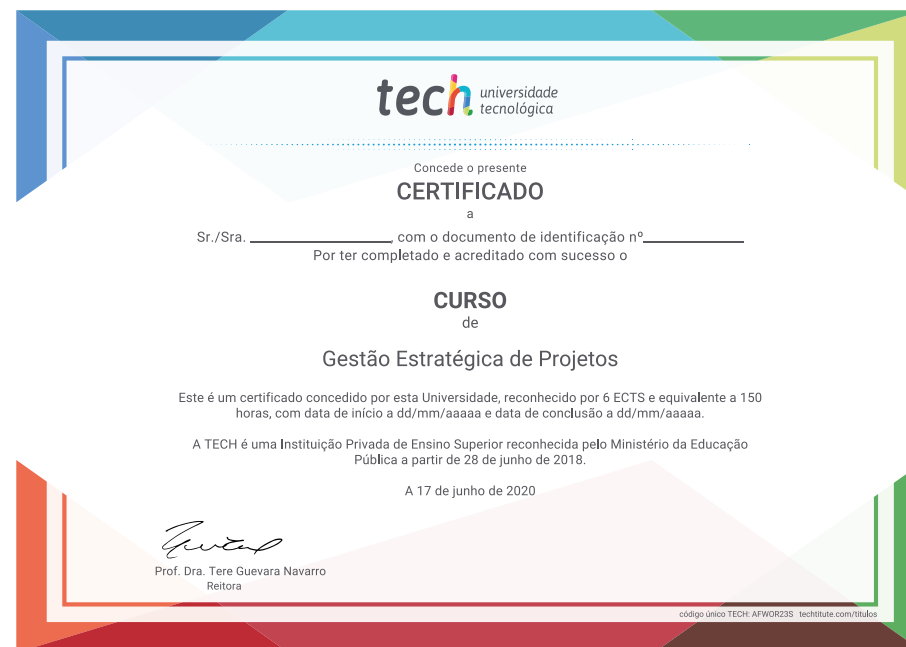 tech universidade
tecnológica
Concede o presente
CERTIFICADO
a
Sr./Sra. ____________________, com o documento de identificação nº______________
Por ter completado e acreditado com sucesso o
CURSO
de
Gestão Estratégica de Projetos
Este é um certificado concedido por esta Universidade, reconhecido por 6 ECTS e equivalente a 150
horas, com data de início a dd/mm/aaaaa e data de conclusão a dd/mm/aaaaa.
A TECH é uma Instituição Privada de Ensino Superior reconhecida pelo Ministério da Educação
Pública a partir de 28 de junho de 2018.
A 17 de junho de 2020
Prof. Dra. Tere Guevara Navarro
Reitora
código único TECH: AFWOR23S techtitute.com/titulos